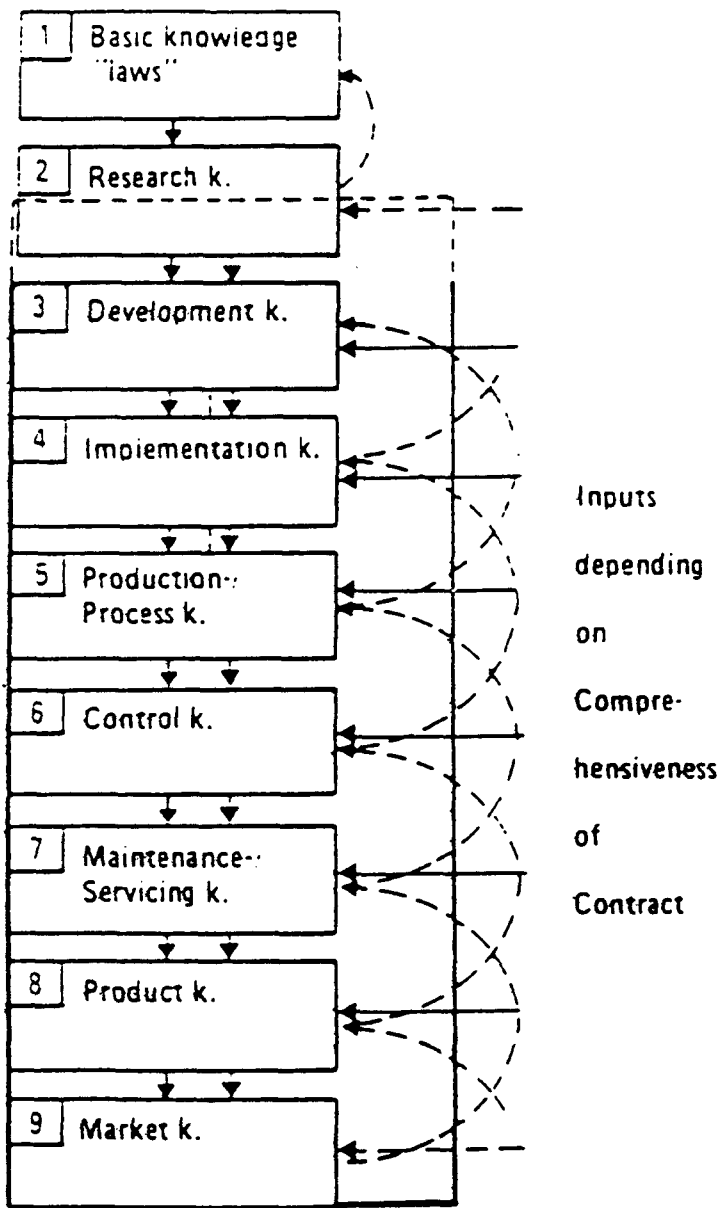 1 Basic knowledge
"laws"
2 Research k.
3 Development k.
4 Implementation k.
5 Production-
Process k.
6 Control k.
7 Maintenance-
Servicing k.
8 Product k.
9 Market k.
Inputs
depending
on
Compre-
hensiveness
of
Contract